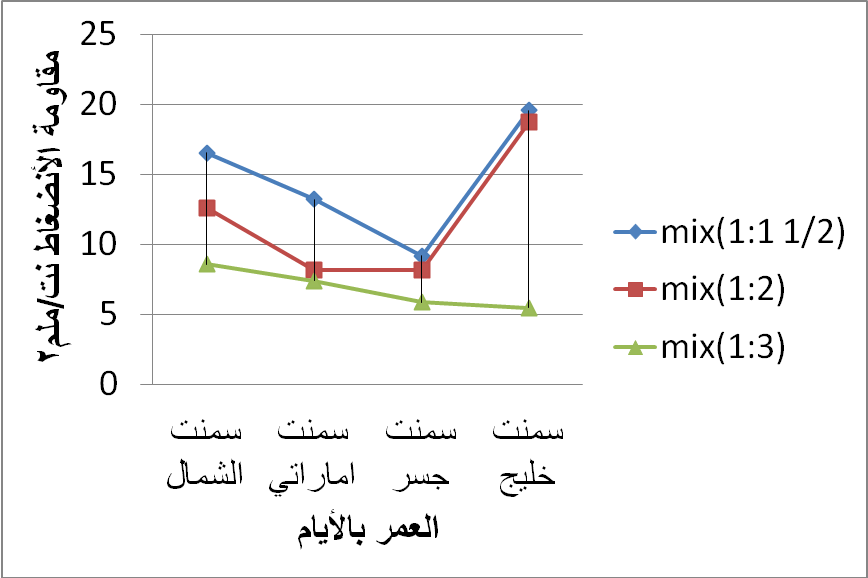 مقاومة الأنضغاط نت/ملم٢
25
20
15
10
5
0
سمنت الشمال
سمنت اماراتي
سمنت جسر
سمنت خليج
العمر بالأيام
mix(1:1 1/2)
mix(1:2)
mix(1:3)